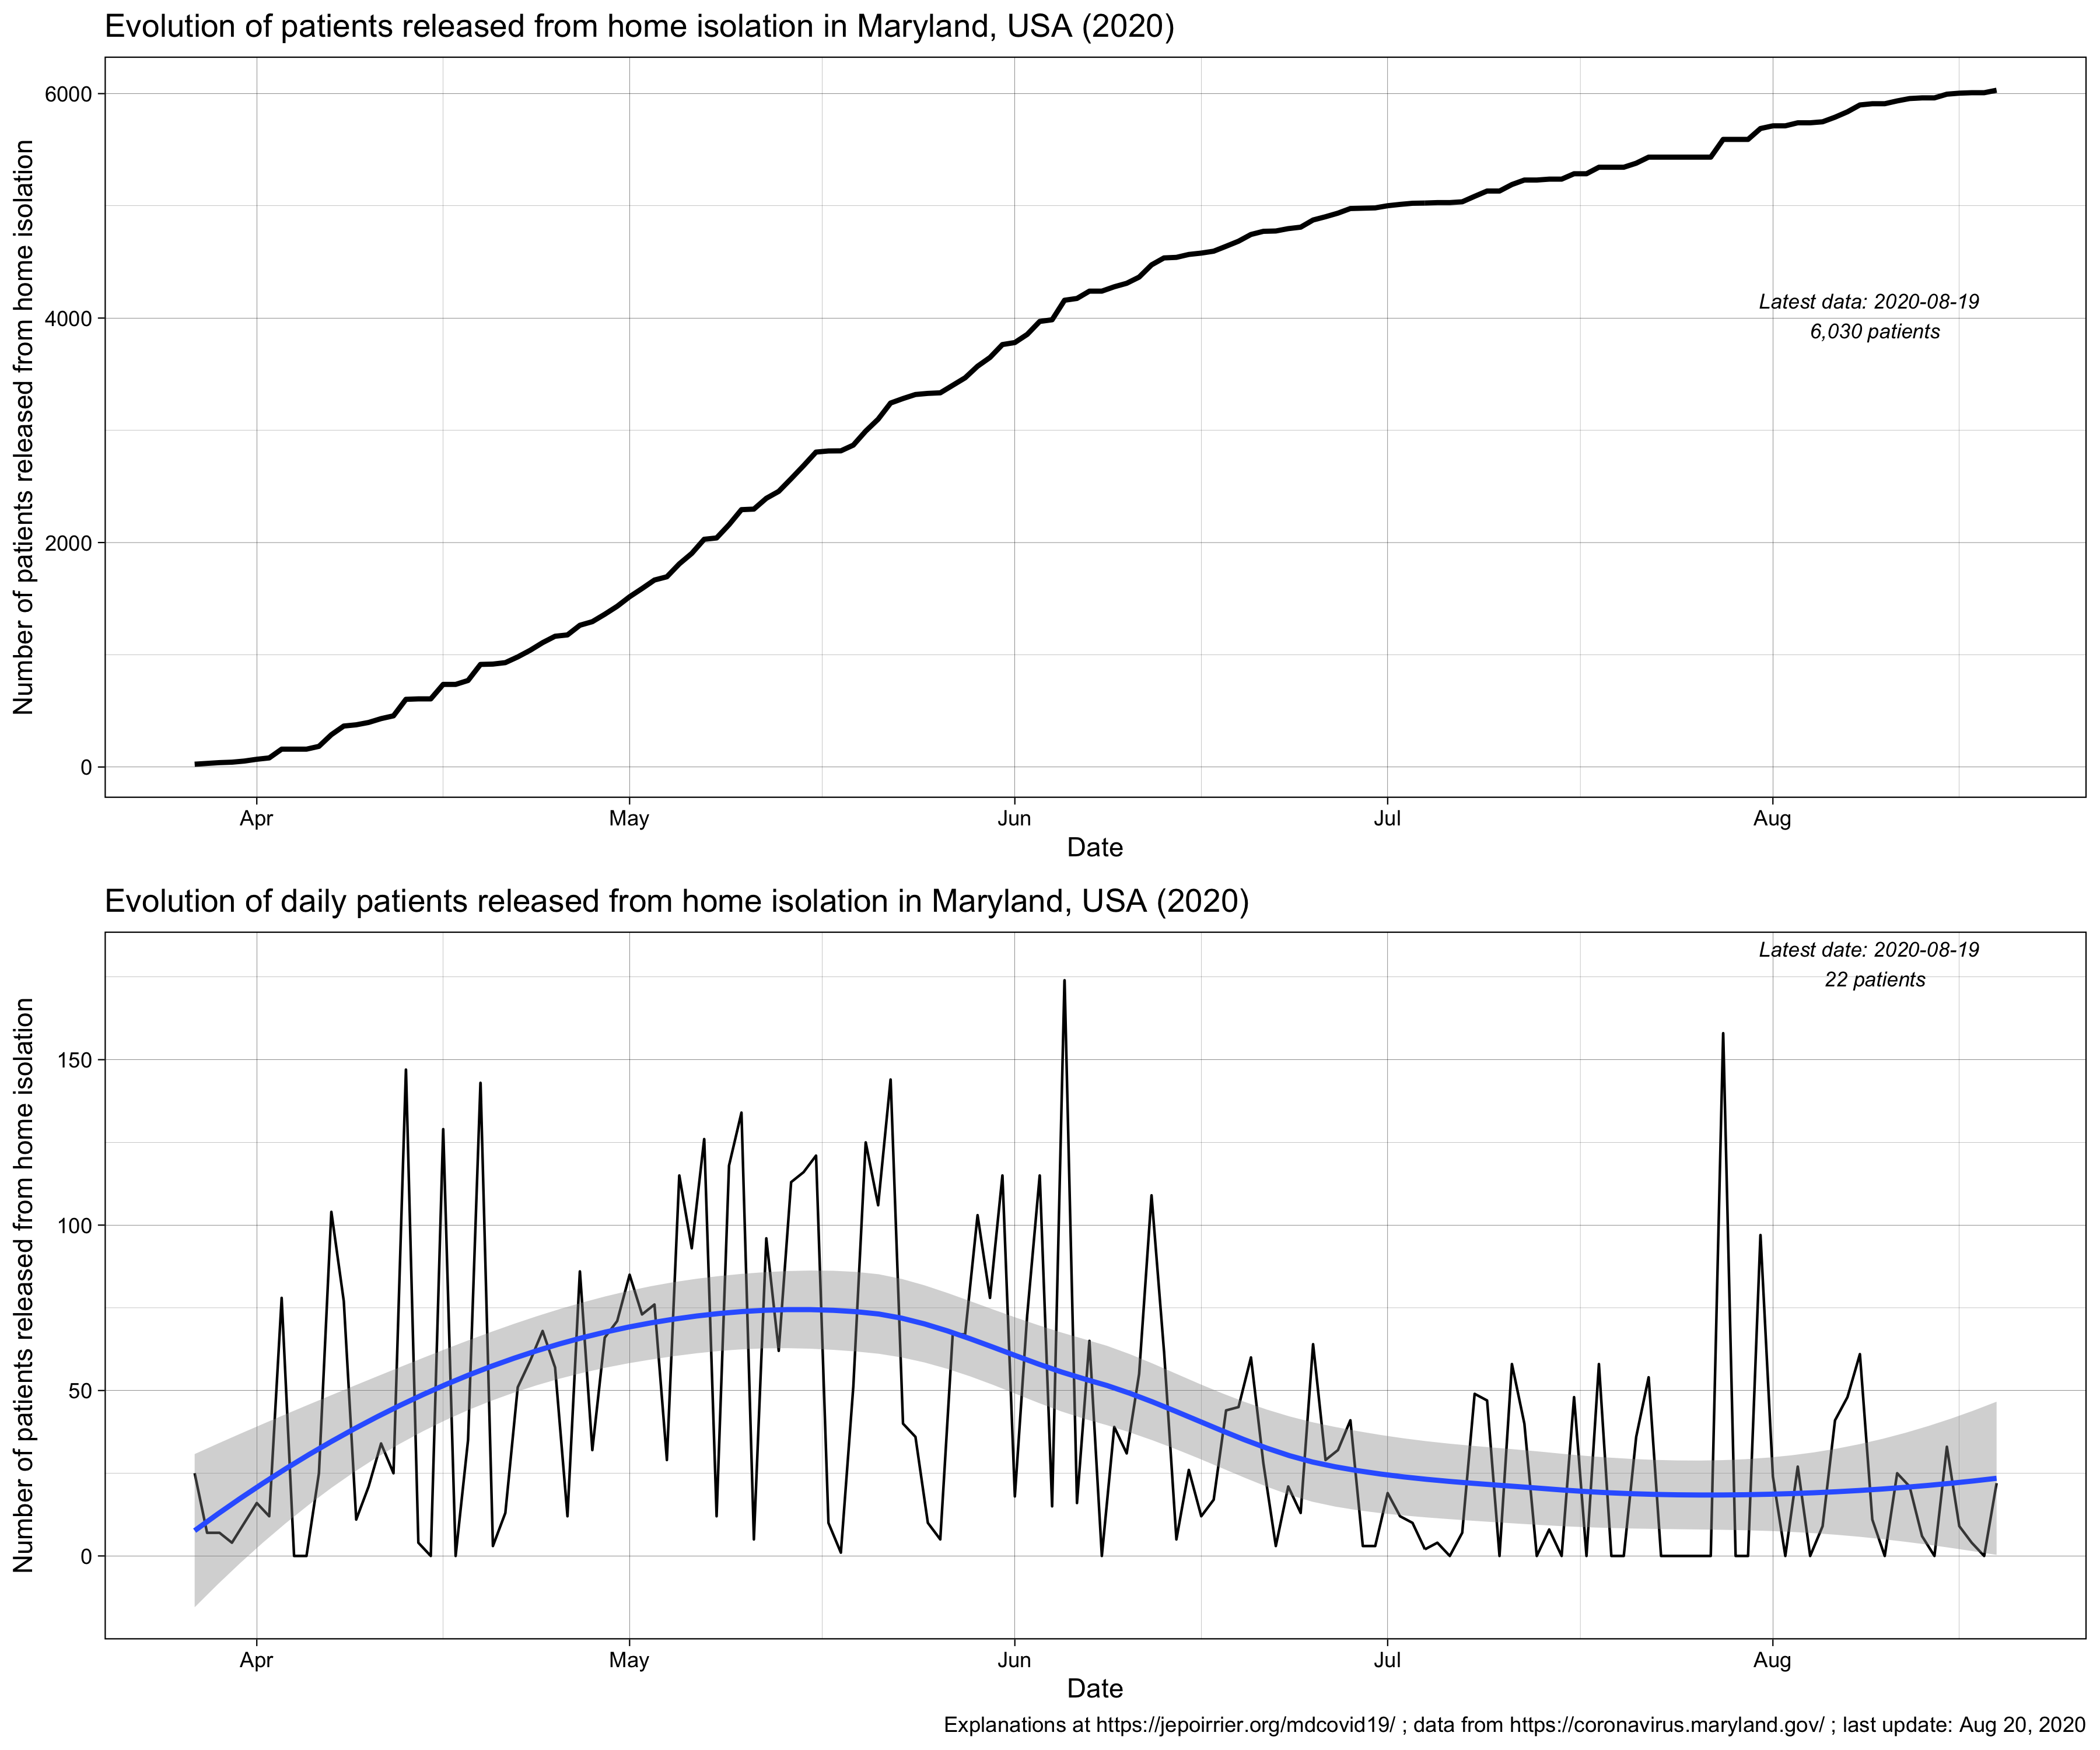 Evolution of patients released from home isolation in Maryland, USA (2020)
Number of patients released from home isolation
6000
4000
2000
0
Latest data: 2020-08-19
6,030 patients
Apr
May
Jun
Jul
Aug
Date
Evolution of daily patients released from home isolation in Maryland, USA (2020)
Number of patients released from home isolation
150
100
50
0
Latest date: 2020-08-19
22 patients
Apr
May
Jun
Jul
Aug
Date
Explanations at https://jepoirrier.org/mdcovid19/ ; data from https://coronavirus.maryland.gov/ ; last update: Aug 20, 2020